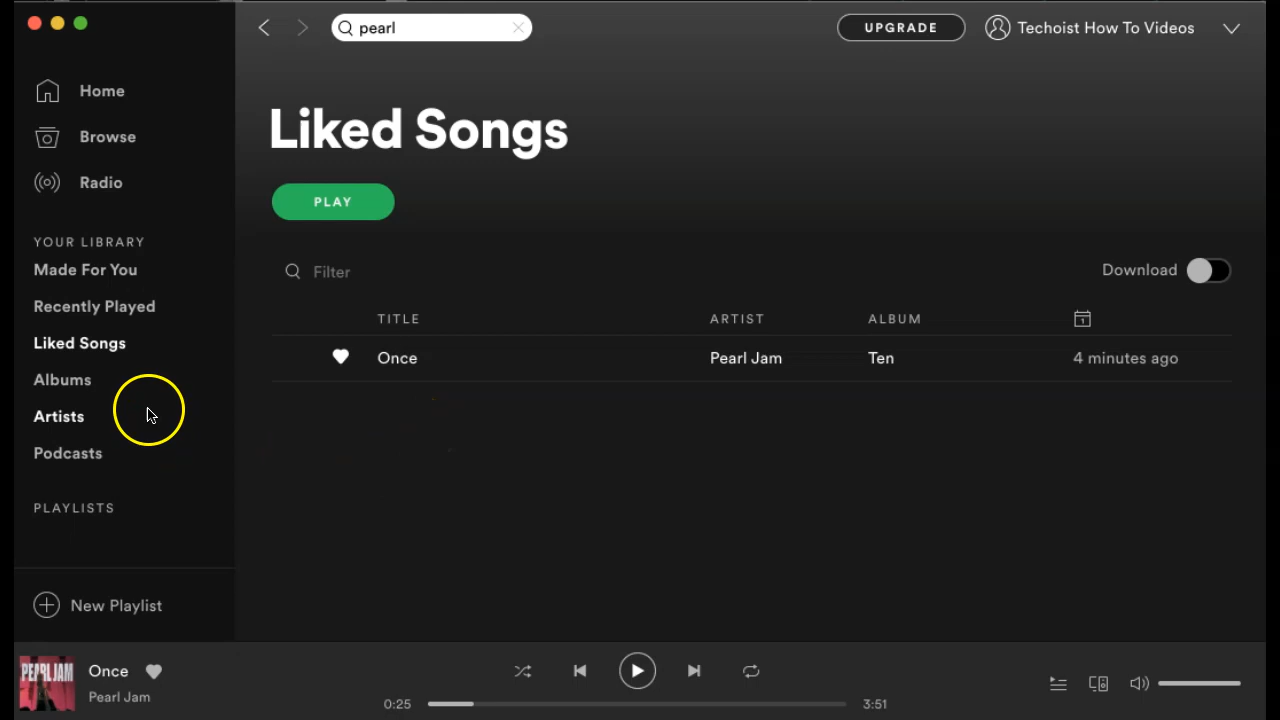 pearl
UPGRADE
Techoist How To Videos
Home
Browse
Radio
YOUR LIBRARY
Made For You
Recently Played
Liked Songs
Albums
Artists
Podcasts
PLAYLISTS
New Playlist
Liked Songs
PLAY
Filter
Download
TITLE ARTIST ALBUM
Once Pearl Jam Ten 4 minutes ago
PEARL JAM
Once
Pearl Jam
0:25
3:51